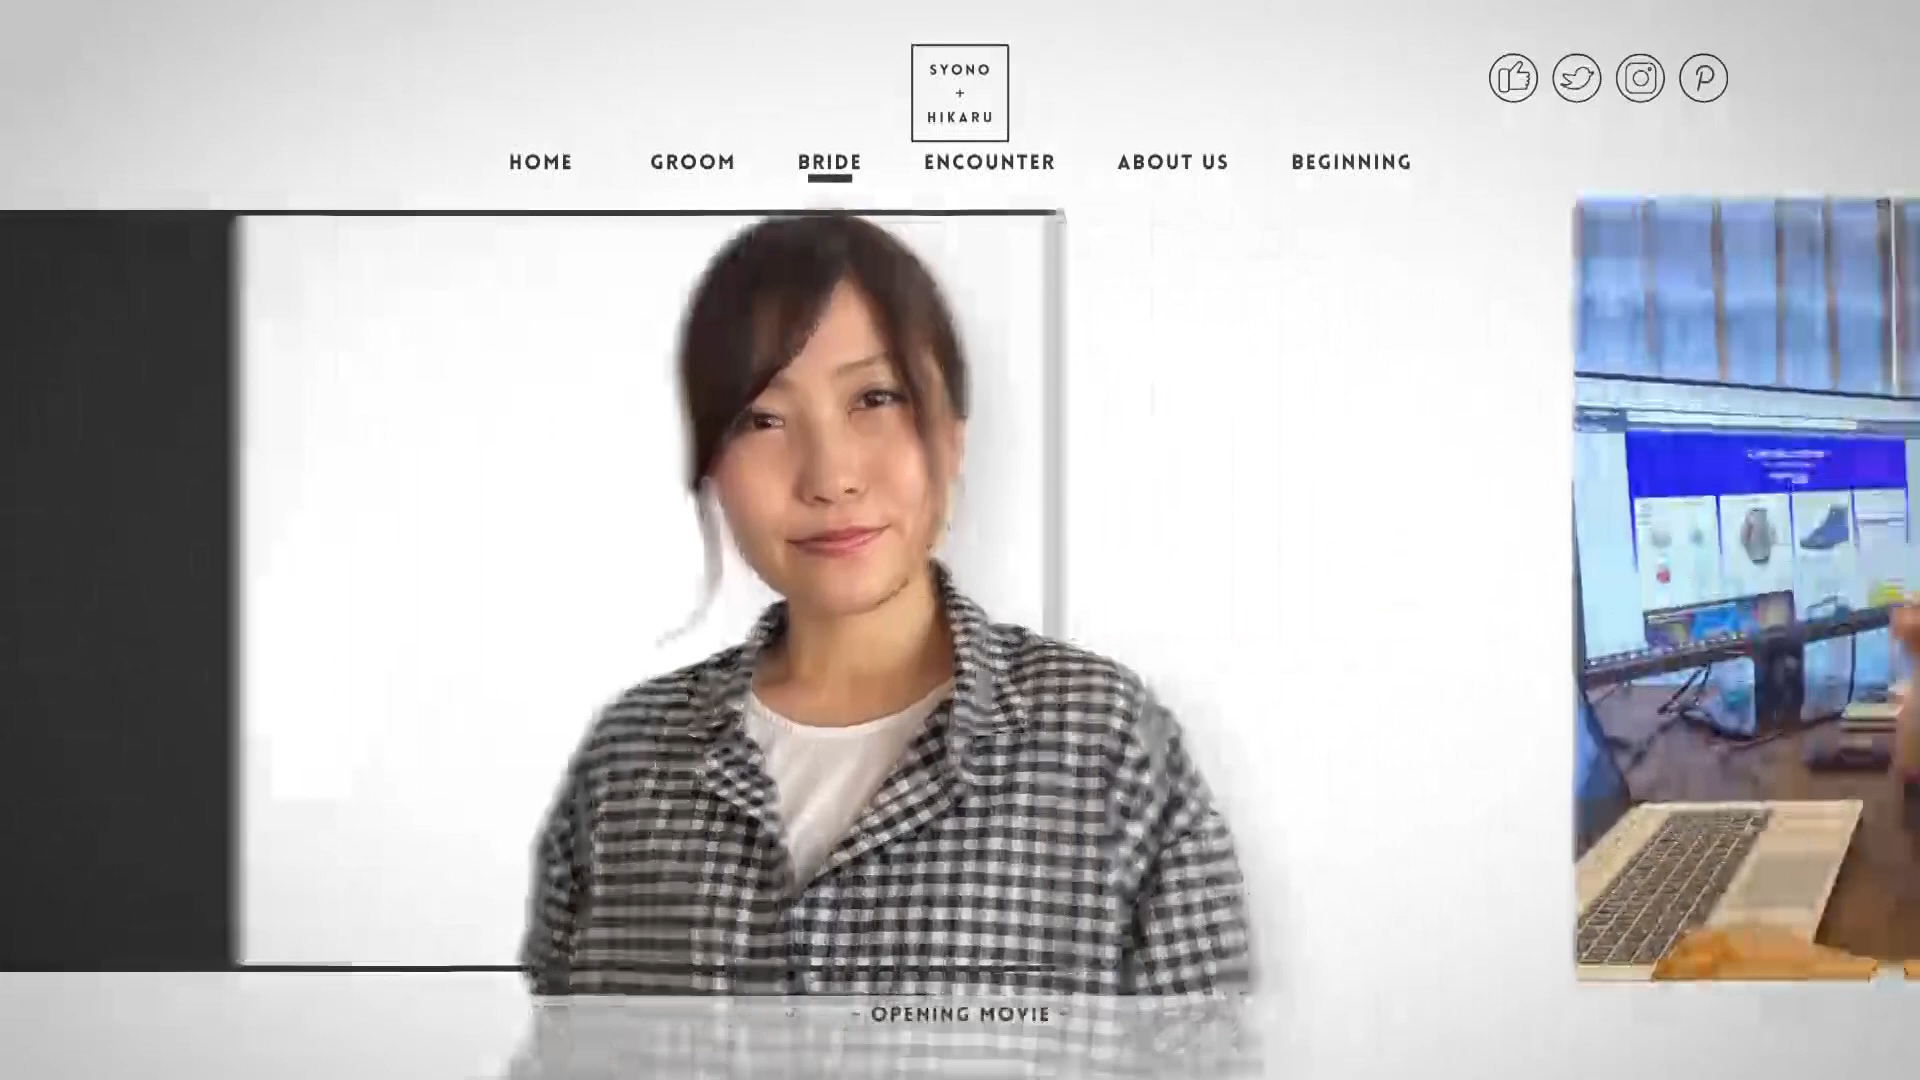 SYONO
+
HIKARU
HOME GROOM BRIDE ENCOUNTER ABOUT US BEGINNING
- OPENING MOVIE -